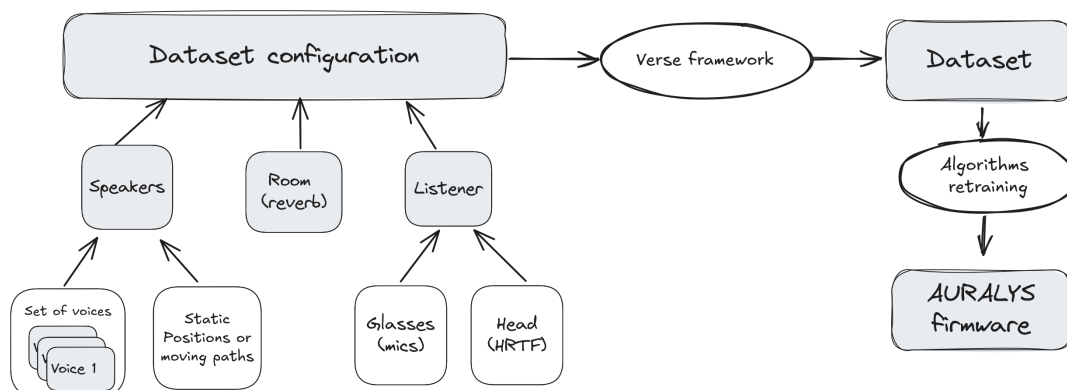 Dataset configuration
Verse framework
Dataset
Speakers
Room
(reverb)
Listener
Algorithms
retraining
Set of voices
V
V
Voice 1
Static
Positions or
moving paths
Glasses
(mics)
Head
(HRTF)
AURALYS
firmware